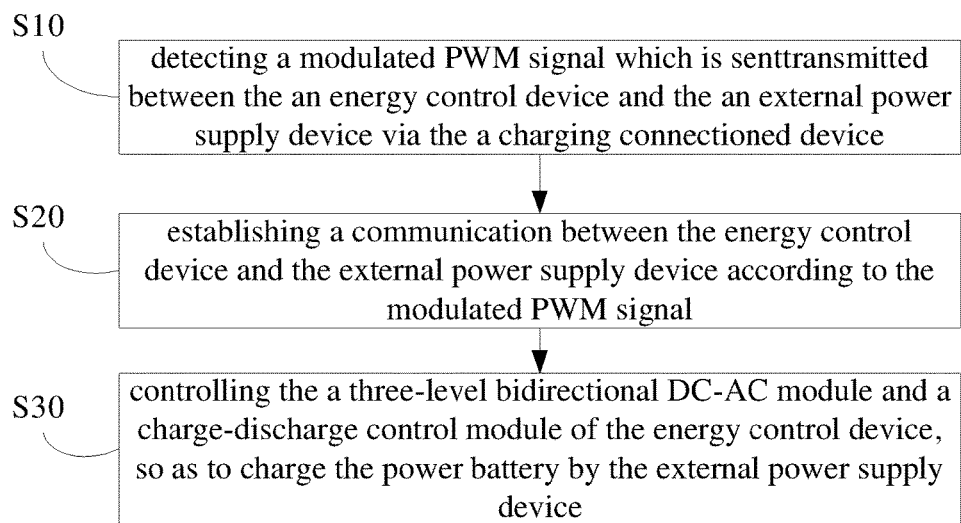 S10
detecting a modulated PWM signal which is senttransmitted
between the an energy control device and the an external power
supply device via the a charging connectioned device
S20
establishing a communication between the energy control
device and the external power supply device according to the
modulated PWM signal
S30
controlling the a three-level bidirectional DC-AC module and a
charge-discharge control module of the energy control device,
so as to charge the power battery by the external power supply
device